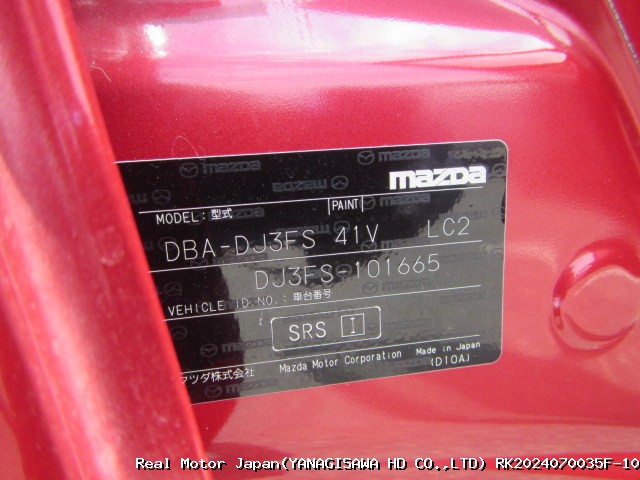 mazda
mazda
MODEL: 型式 PAINT
DBA-DJ3FS 41V LC2
DJ3FS-101665
VEHICLE ID.NO.: 車台番号
SRS I
マツダ株式会社 Mazda Motor Corporation Made in Japan
(D10A)
Real Motor Japan(YANAGISAWA HD CO.,LTD) RK2024070035F-10